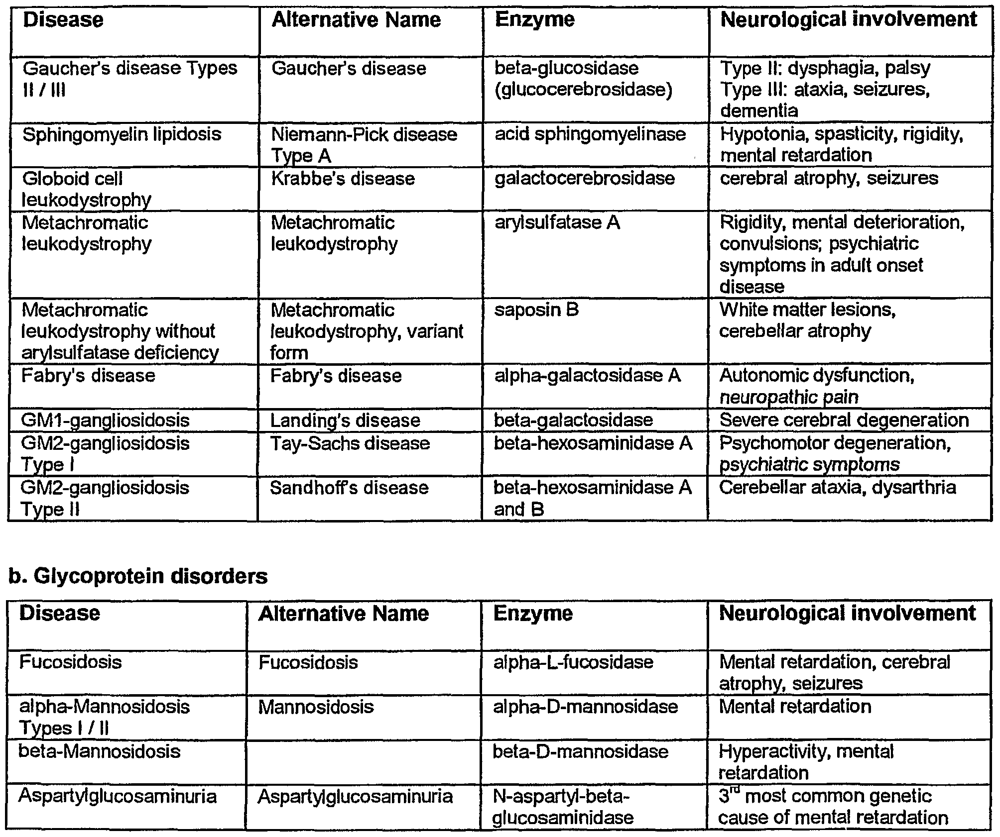 Disease Alternative Name Enzyme Neurological involvement
Gaucher's disease Types Gaucher's disease beta-glucosidase Type II: dysphagia, palsy
II / III (glucocerebrosidase) Type III: ataxia, seizures,
dementia
Sphingomyelin lipidosis Niemann-Pick disease acid sphingomyelinase Hypotonia, spasticity, rigidity,
Type A mental retardation
Globoid cell Krabbe's disease galactocerebrosidase cerebral atrophy, seizures
leukodystrophy
Metachromatic Metachromatic arylsulfatase A Rigidity, mental deterioration,
leukodystrophy leukodystrophy convulsions; psychiatric
symptoms in adult onset
disease
Metachromatic Metachromatic saposin B White matter lesions,
leukodystrophy without leukodystrophy, variant cerebellar atrophy
arylsulfatase deficiency form
Fabry's disease Fabry's disease alpha-galactosidase A Autonomic dysfunction,
neuropathic pain
GM1-gangliosidosis Landing's disease beta-galactosidase Severe cerebral degeneration
GM2-gangliosidosis Tay-Sachs disease beta-hexosaminidase A Psychomotor degeneration,
Type I psychiatric symptoms
GM2-gangliosidosis Sandhoff's disease beta-hexosaminidase A Cerebellar ataxia, dysarthria
Type II and B
b. Glycoprotein disorders
Disease Alternative Name Enzyme Neurological involvement
Fucosidosis Fucosidosis alpha-L-fucosidase Mental retardation, cerebral
atrophy, seizures
alpha-Mannosidosis Mannosidosis alpha-D-mannosidase Mental retardation
Types I / II
beta-Mannosidosis beta-D-mannosidase Hyperactivity, mental
retardation
Aspartylglucosaminuria Aspartylglucosaminuria N-aspartyl-beta- 3rd most common genetic
glucosaminidase cause of mental retardation